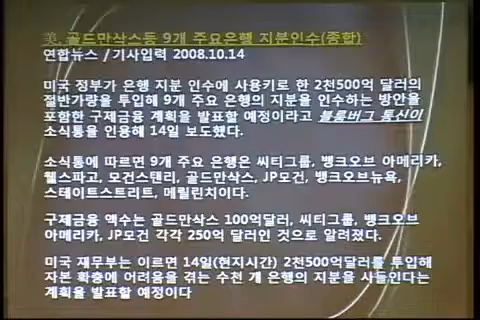 美, 골드만삭스등 9개 주요은행 지분인수(종합)
연합뉴스 /기사입력 2008.10.14
미국 정부가 은행 지분 인수에 사용키로 한 2천500억 달러의
절반가량을 투입해 9개 주요 은행의 지분을 인수하는 방안을
포함한 구제금융 계획을 발표할 예정이라고 블룸버그 통신이
소식통을 인용해 14일 보도했다.
소식통에 따르면 9개 주요 은행은 씨티그룹, 뱅크오브 아메리카,
웰스파고, 모건스탠리, 골드만삭스, JP모건, 뱅크오브뉴욕,
스테이트스트리트, 메릴린치이다.
구제금융 액수는 골드만삭스 100억달러, 씨티그룹, 뱅크오브
아메리카, JP모건 각각 250억 달러인 것으로 알려졌다.
미국 재무부는 이르면 14일(현지시간) 2천500억달러를 투입해
자본 확충에 어려움을 겪는 수천 개 은행의 지분을 사들인다는
계획을 발표할 예정이다